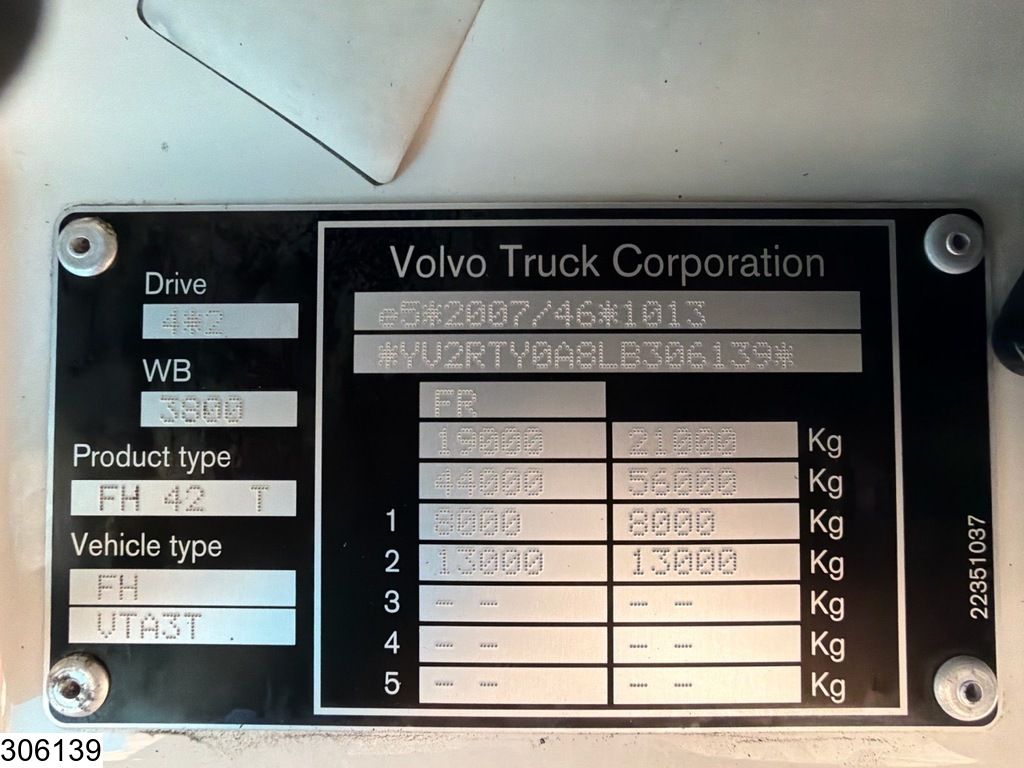 Drive
4*2
WB
3800
Product type
FH 42 T
Vehicle type
FH
VTA3T
Volvo Truck Corporation
e5*2007/46*1013
*YV2RTY0A8LB306139*
FR
19000 21000 Kg
44000 56000 Kg
1 8000 8000 Kg
2 13000 13000 Kg
3 -- -- -- -- Kg
4 -- -- -- -- Kg
5 -- -- -- -- Kg
22351037
306139